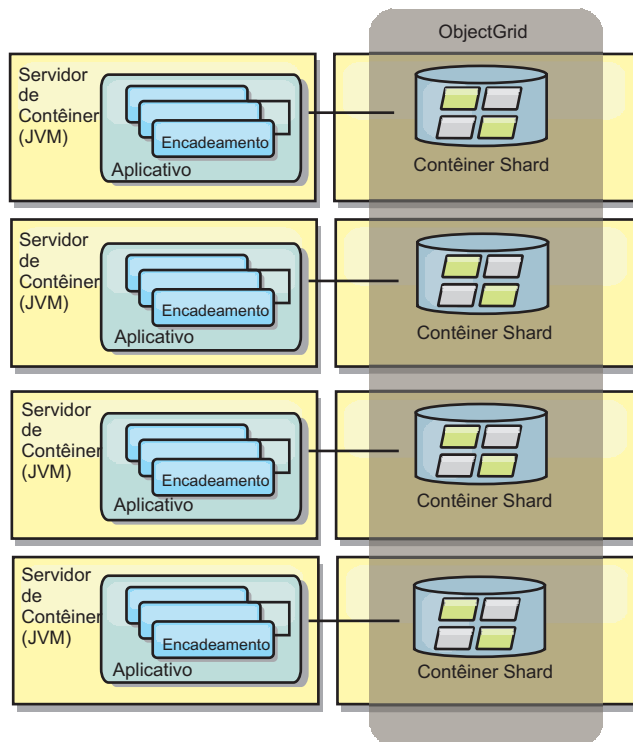 ObjectGrid
Servidor
de
Contêiner
(JVM)
Encadeamento
Aplicativo
Contêiner Shard
Servidor
de
Contêiner
(JVM)
Encadeamento
Aplicativo
Contêiner Shard
Servidor
de
Contêiner
(JVM)
Encadeamento
Aplicativo
Contêiner Shard
Servidor
de
Contêiner
(JVM)
Encadeamento
Aplicativo
Contêiner Shard